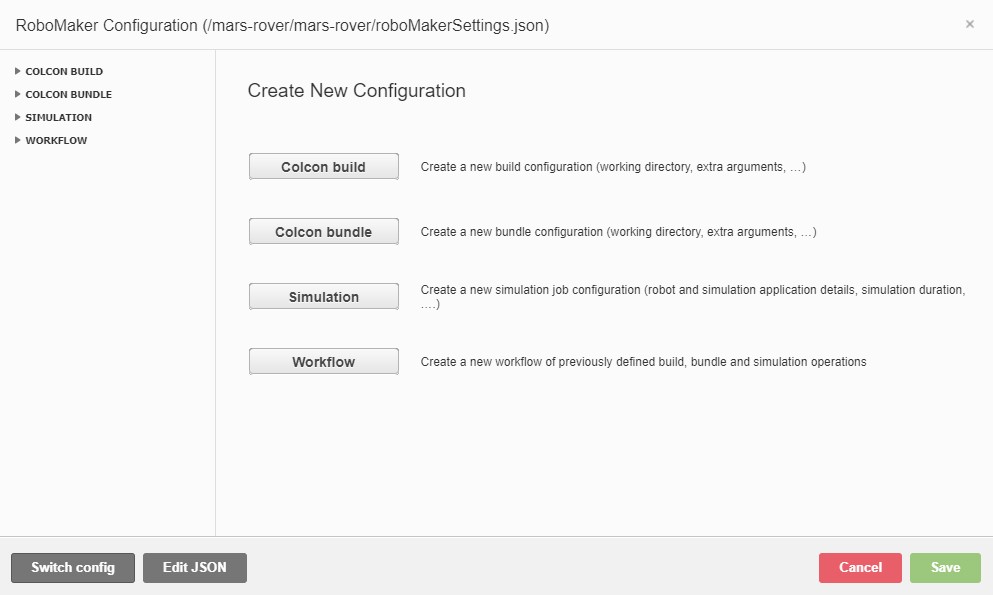 RoboMaker Configuration (/mars-rover/mars-rover/roboMakerSettings.json)
×
COLCON BUILD
COLCON BUNDLE
SIMULATION
WORKFLOW
Create New Configuration
Colcon build
Create a new build configuration (working directory, extra arguments, …)
Colcon bundle
Create a new bundle configuration (working directory, extra arguments, …)
Simulation
Create a new simulation job configuration (robot and simulation application details, simulation duration,
….)
Workflow
Create a new workflow of previously defined build, bundle and simulation operations
Switch config
Edit JSON
Cancel
Save